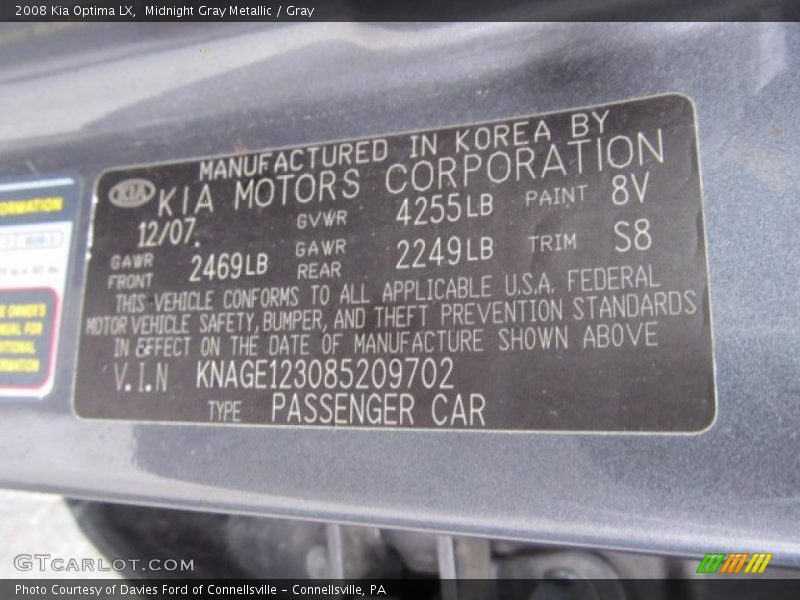 2008 Kia Optima LX, Midnight Gray Metallic / Gray
MANUFACTURED IN KOREA BY
KIA KIA MOTORS CORPORATION
12/07. GVWR 4255LB PAINT 8V
GAWR FRONT 2469LB GAWR REAR 2249LB TRIM S8
THIS VEHICLE CONFORMS TO ALL APPLICABLE U.S.A. FEDERAL
MOTOR VEHICLE SAFETY, BUMPER, AND THEFT PREVENTION STANDARDS
IN EFFECT ON THE DATE OF MANUFACTURE SHOWN ABOVE
V.I.N KNAGE123085209702
TYPE PASSENGER CAR
GTCARLOT.COM
Photo Courtesy of Davies Ford of Connellsville - Connellsville, PA